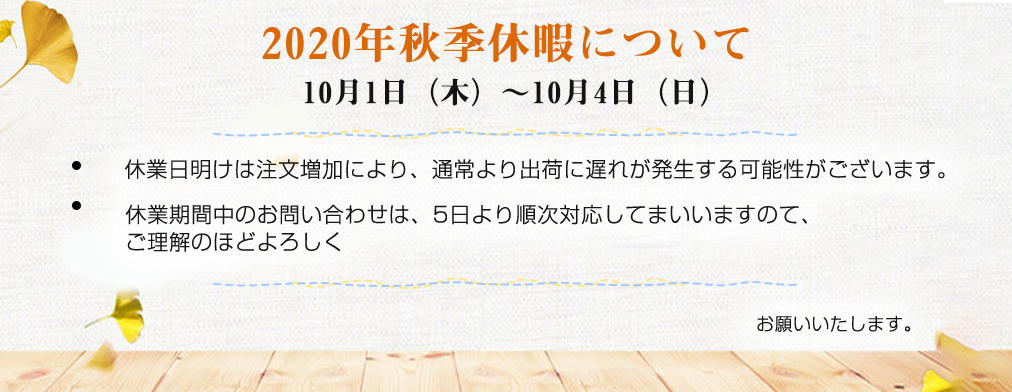 2020年秋季休暇について
10月1日（木）～10月4日（日）
• 休業日明けは注文増加により、通常より出荷に遅れが発生する可能性がございます。
• 休業期間中のお問い合わせは、5日より順次対応してまいいますのて、
ご理解のほどよろしく
お願いいたします。